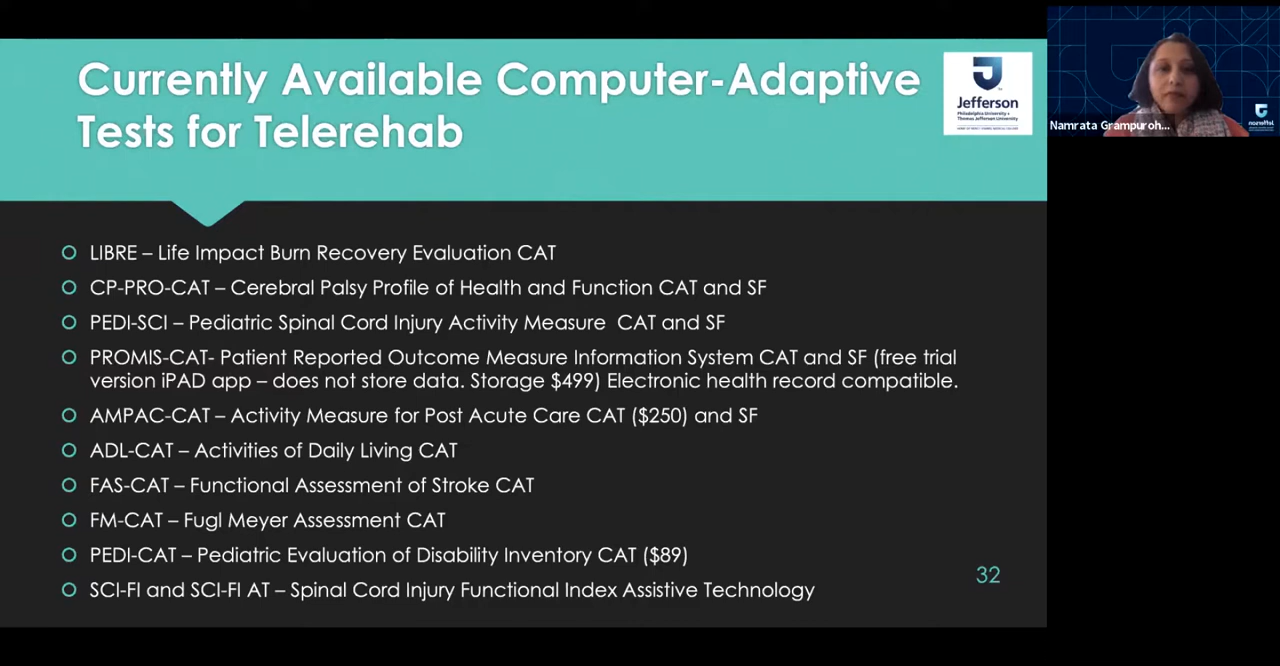 Currently Available Computer-Adaptive
Tests for Telerehab
Jefferson
Philadelphia University +
Thomas Jefferson University
Namrata Grampuroh...
LIBRE – Life Impact Burn Recovery Evaluation CAT
CP-PRO-CAT – Cerebral Palsy Profile of Health and Function CAT and SF
PEDI-SCI – Pediatric Spinal Cord Injury Activity Measure CAT and SF
PROMIS-CAT- Patient Reported Outcome Measure Information System CAT and SF (free trial
version iPAD app – does not store data. Storage $499) Electronic health record compatible.
AMPAC-CAT – Activity Measure for Post Acute Care CAT ($250) and SF
ADL-CAT – Activities of Daily Living CAT
FAS-CAT – Functional Assessment of Stroke CAT
FM-CAT – Fugl Meyer Assessment CAT
PEDI-CAT – Pediatric Evaluation of Disability Inventory CAT ($89)
SCI-FI and SCI-FI AT – Spinal Cord Injury Functional Index Assistive Technology
32